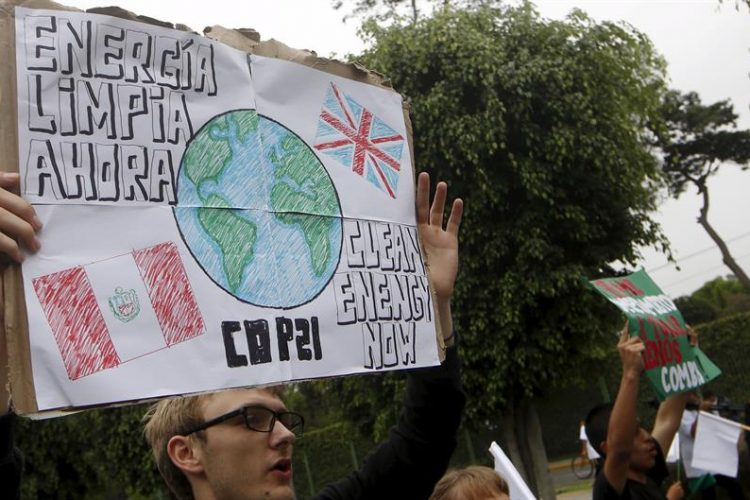 ENERGÍA
LIMPIA
AHORA
CLEAN
ENERGY
NOW
COP21